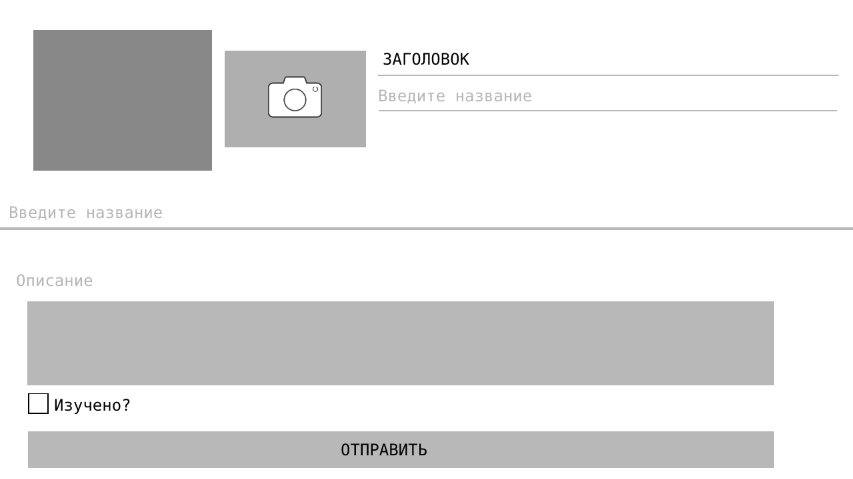 ЗАГОЛОВОК
Введите название
Введите название
Описание
Изучено?
ОТПРАВИТЬ